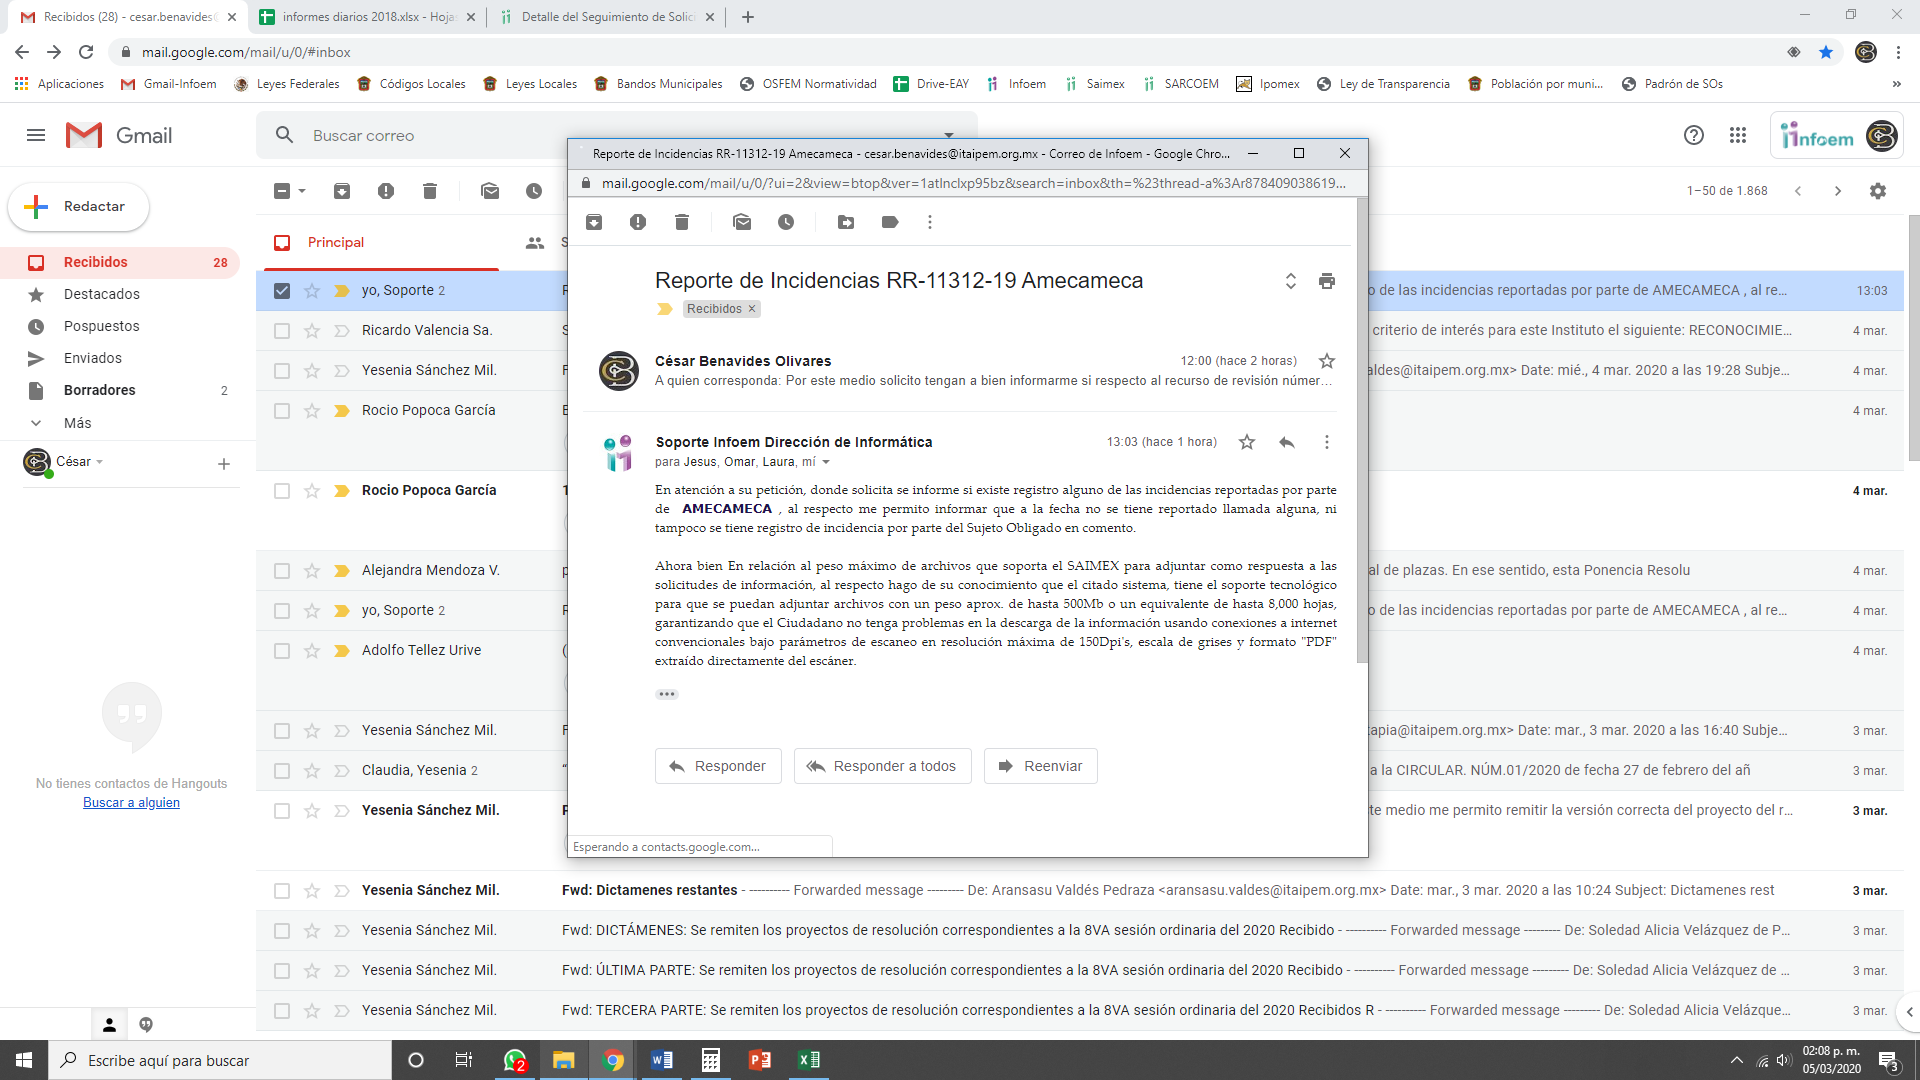 Recibidos (28) - cesar.benavides@
informes diarios 2018.xlsx - Hoja
Detalle del Seguimiento de Solic
mail.google.com/mail/u/0/#inbox
Aplicaciones
Gmail-Infoem
Leyes Federales
Códigos Locales
Leyes Locales
Bandos Municipales
OSFEM Normatividad
Drive-EAY
Infoem
Saimex
SARCOEM
Ipomex
Ley de Transparencia
Población por muni...
Padrón de SOs
»
Gmail
Buscar correo
infoem
Redactar
Recibidos 28
Destacados
Pospuestos
Enviados
Borradores 2
Más
César
No tienes contactos de Hangouts
Buscar a alguien
1–50 de 1.868
Principal
S
yo, Soporte 2
o de las incidencias reportadas por parte de AMECAMECA , al re... 13:03
Ricardo Valencia Sa. S
criterio de interés para este Instituto el siguiente: RECONOCIMIE... 4 mar.
Yesenia Sánchez Mil.
aldes@itaipem.org.mx> Date: mié., 4 mar. 2020 a las 19:28 Subje... 4 mar.
Rocio Popoca García
4 mar.
Rocio Popoca García 1
4 mar.
Alejandra Mendoza V. p
al de plazas. En ese sentido, esta Ponencia Resolu 4 mar.
yo, Soporte 2
o de las incidencias reportadas por parte de AMECAMECA , al re... 4 mar.
Adolfo Tellez Urive (
4 mar.
Yesenia Sánchez Mil.
tapia@itaipem.org.mx> Date: mar., 3 mar. 2020 a las 16:40 Subje... 3 mar.
Claudia, Yesenia 2 “
a la CIRCULAR. NÚM.01/2020 de fecha 27 de febrero del añ 3 mar.
Yesenia Sánchez Mil.
te medio me permito remitir la versión correcta del proyecto del r... 3 mar.
Yesenia Sánchez Mil. Fwd: Dictamenes restantes - ---------- Forwarded message --------- De: Aransasu Valdés Pedraza <aransasu.valdes@itaipem.org.mx> Date: mar., 3 mar. 2020 a las 10:24 Subject: Dictamenes rest 3 mar.
Yesenia Sánchez Mil. Fwd: DICTÁMENES: Se remiten los proyectos de resolución correspondientes a la 8VA sesión ordinaria del 2020 Recibido - ---------- Forwarded message --------- De: Soledad Alicia Velázquez de P... 3 mar.
Yesenia Sánchez Mil. Fwd: ÚLTIMA PARTE: Se remiten los proyectos de resolución correspondientes a la 8VA sesión ordinaria del 2020 Recibido - ---------- Forwarded message --------- De: Soledad Alicia Velázquez de ... 3 mar.
Yesenia Sánchez Mil. Fwd: TERCERA PARTE: Se remiten los proyectos de resolución correspondientes a la 8VA sesión ordinaria del 2020 Recibidos R - ---------- Forwarded message --------- De: Soledad Alicia Velázque... 3 mar.
Reporte de Incidencias RR-11312-19 Amecameca - cesar.benavides@itaipem.org.mx - Correo de Infoem - Google Chro...
mail.google.com/mail/u/0/?ui=2&view=btop&ver=1atlnclxp95bz&search=inbox&th=%23thread-a%3Ar878409038619...
Reporte de Incidencias RR-11312-19 Amecameca
Recibidos ×
César Benavides Olivares 12:00 (hace 2 horas)
A quien corresponda: Por este medio solicito tengan a bien informarme si respecto al recurso de revisión númer...
Soporte Infoem Dirección de Informática 13:03 (hace 1 hora)
para Jesus, Omar, Laura, mí
En atención a su petición, donde solicita se informe si existe registro alguno de las incidencias reportadas por parte
de AMECAMECA , al respecto me permito informar que a la fecha no se tiene reportado llamada alguna, ni
tampoco se tiene registro de incidencia por parte del Sujeto Obligado en comento.
Ahora bien En relación al peso máximo de archivos que soporta el SAIMEX para adjuntar como respuesta a las
solicitudes de información, al respecto hago de su conocimiento que el citado sistema, tiene el soporte tecnológico
para que se puedan adjuntar archivos con un peso aprox. de hasta 500Mb o un equivalente de hasta 8,000 hojas,
garantizando que el Ciudadano no tenga problemas en la descarga de la información usando conexiones a internet
convencionales bajo parámetros de escaneo en resolución máxima de 150Dpi's, escala de grises y formato "PDF"
extraído directamente del escáner.
Responder
Responder a todos
Reenviar
Esperando a contacts.google.com...
Escribe aquí para buscar
2
02:08 p. m.
05/03/2020
3